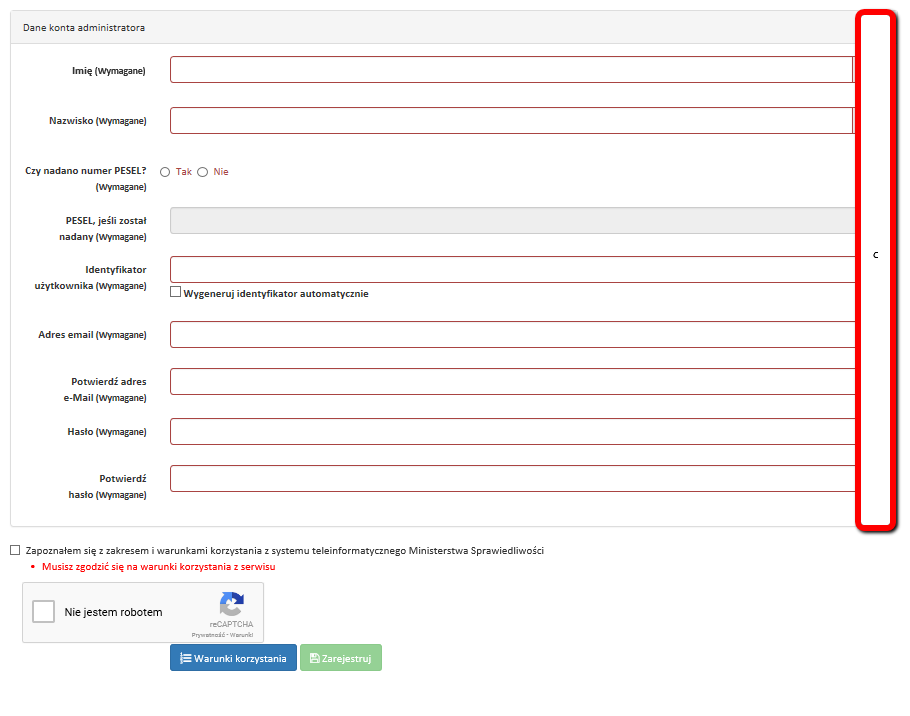 Dane konta administratora
Imię (Wymagane)
Nazwisko (Wymagane)
Czy nadano numer PESEL?
(Wymagane)
Tak Nie
PESEL, jeśli został
nadany (Wymagane)
Identyfikator
użytkownika (Wymagane)
Wygeneruj identyfikator automatycznie
Adres email (Wymagane)
Potwierdź adres
e-Mail (Wymagane)
Hasło (Wymagane)
Potwierdź
hasło (Wymagane)
C
Zapoznałem się z zakresem i warunkami korzystania z systemu teleinformatycznego Ministerstwa Sprawiedliwości
• Musisz zgodzić się na warunki korzystania z serwisu
Nie jestem robotem
reCAPTCHA
Prywatność - Warunki
Warunki korzystania Zarejestruj